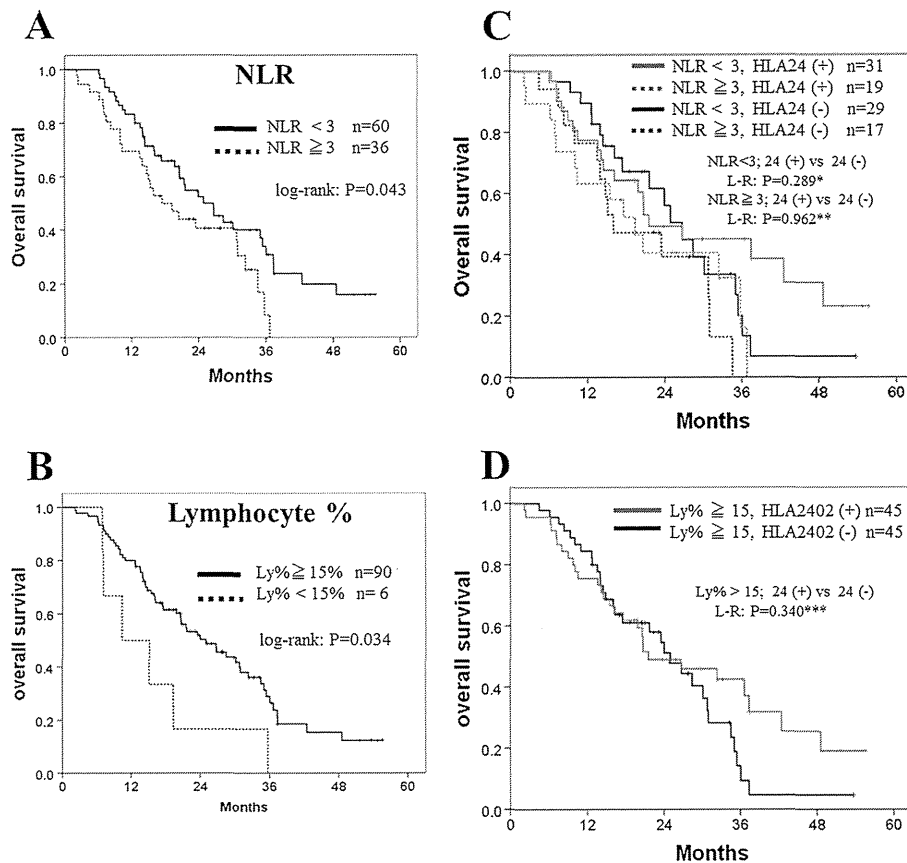 A
NLR
NLR < 3 n=60
NLR ≧ 3 n=36
log-rank: P=0.043
Overall survival
1.0
0.8
0.6
0.4
0.2
0.0
0 12 24 36 48 60
Months
B
Lymphocyte %
Ly% ≧ 15% n=90
Ly% < 15% n= 6
log-rank: P=0.034
overall survival
1.0
0.8
0.6
0.4
0.2
0.0
0 12 24 36 48 60
Months
C
NLR < 3, HLA24 (+) n=31
NLR ≧ 3, HLA24 (+) n=19
NLR < 3, HLA24 (-) n=29
NLR ≧ 3, HLA24 (-) n=17
NLR<3; 24 (+) vs 24 (-)
L-R: P=0.289*
NLR≧3; 24 (+) vs 24 (-)
L-R: P=0.962**
Overall survival
1.0
0.8
0.6
0.4
0.2
0.0
0 12 24 36 48 60
Months
D
Ly% ≧ 15, HLA2402 (+) n=45
Ly% ≧ 15, HLA2402 (-) n=45
Ly% > 15; 24 (+) vs 24 (-)
L-R: P=0.340***
overall survival
1.0
0.8
0.6
0.4
0.2
0.0
0 12 24 36 48 60
Months